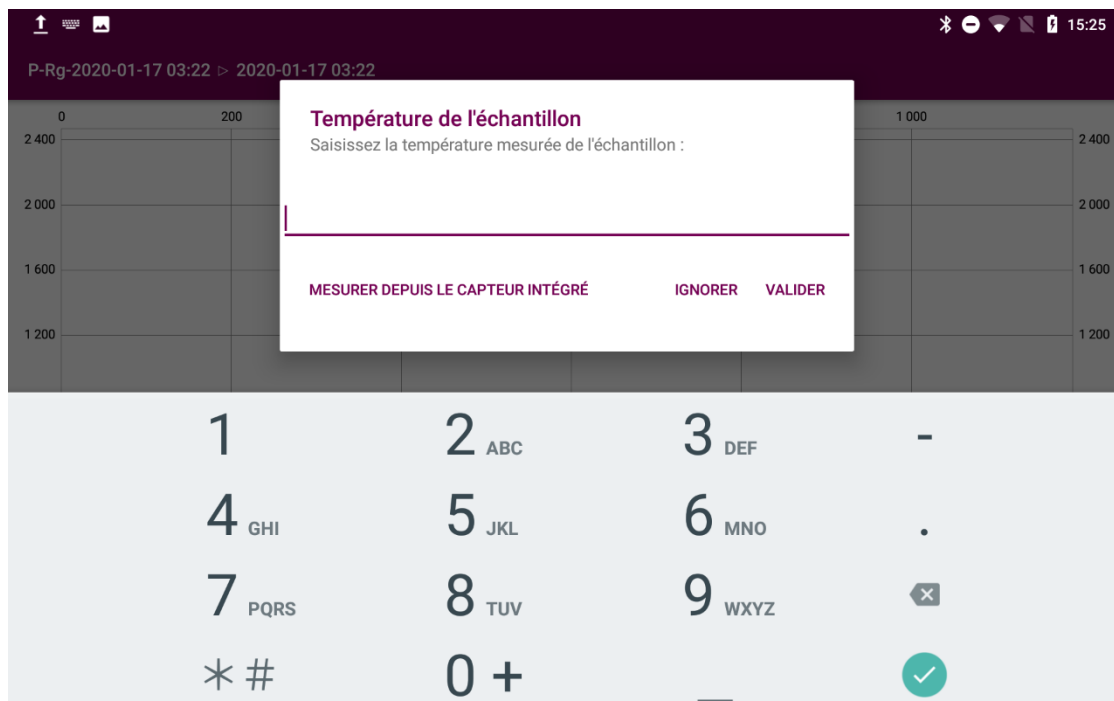 15:25
P-Rg-2020-01-17 03:22 ▷ 2020-01-17 03:22
0 200 1 000
Température de l'échantillon
Saisissez la température mesurée de l'échantillon :
2 400 2 400
2 000 2 000
1 600 1 600
MESURER DEPUIS LE CAPTEUR INTÉGRÉ IGNORER VALIDER
1 200 1 200
1 2 ABC 3 DEF -
4 GHI 5 JKL 6 MNO .
7 PQRS 8 TUV 9 WXYZ
*# 0 +